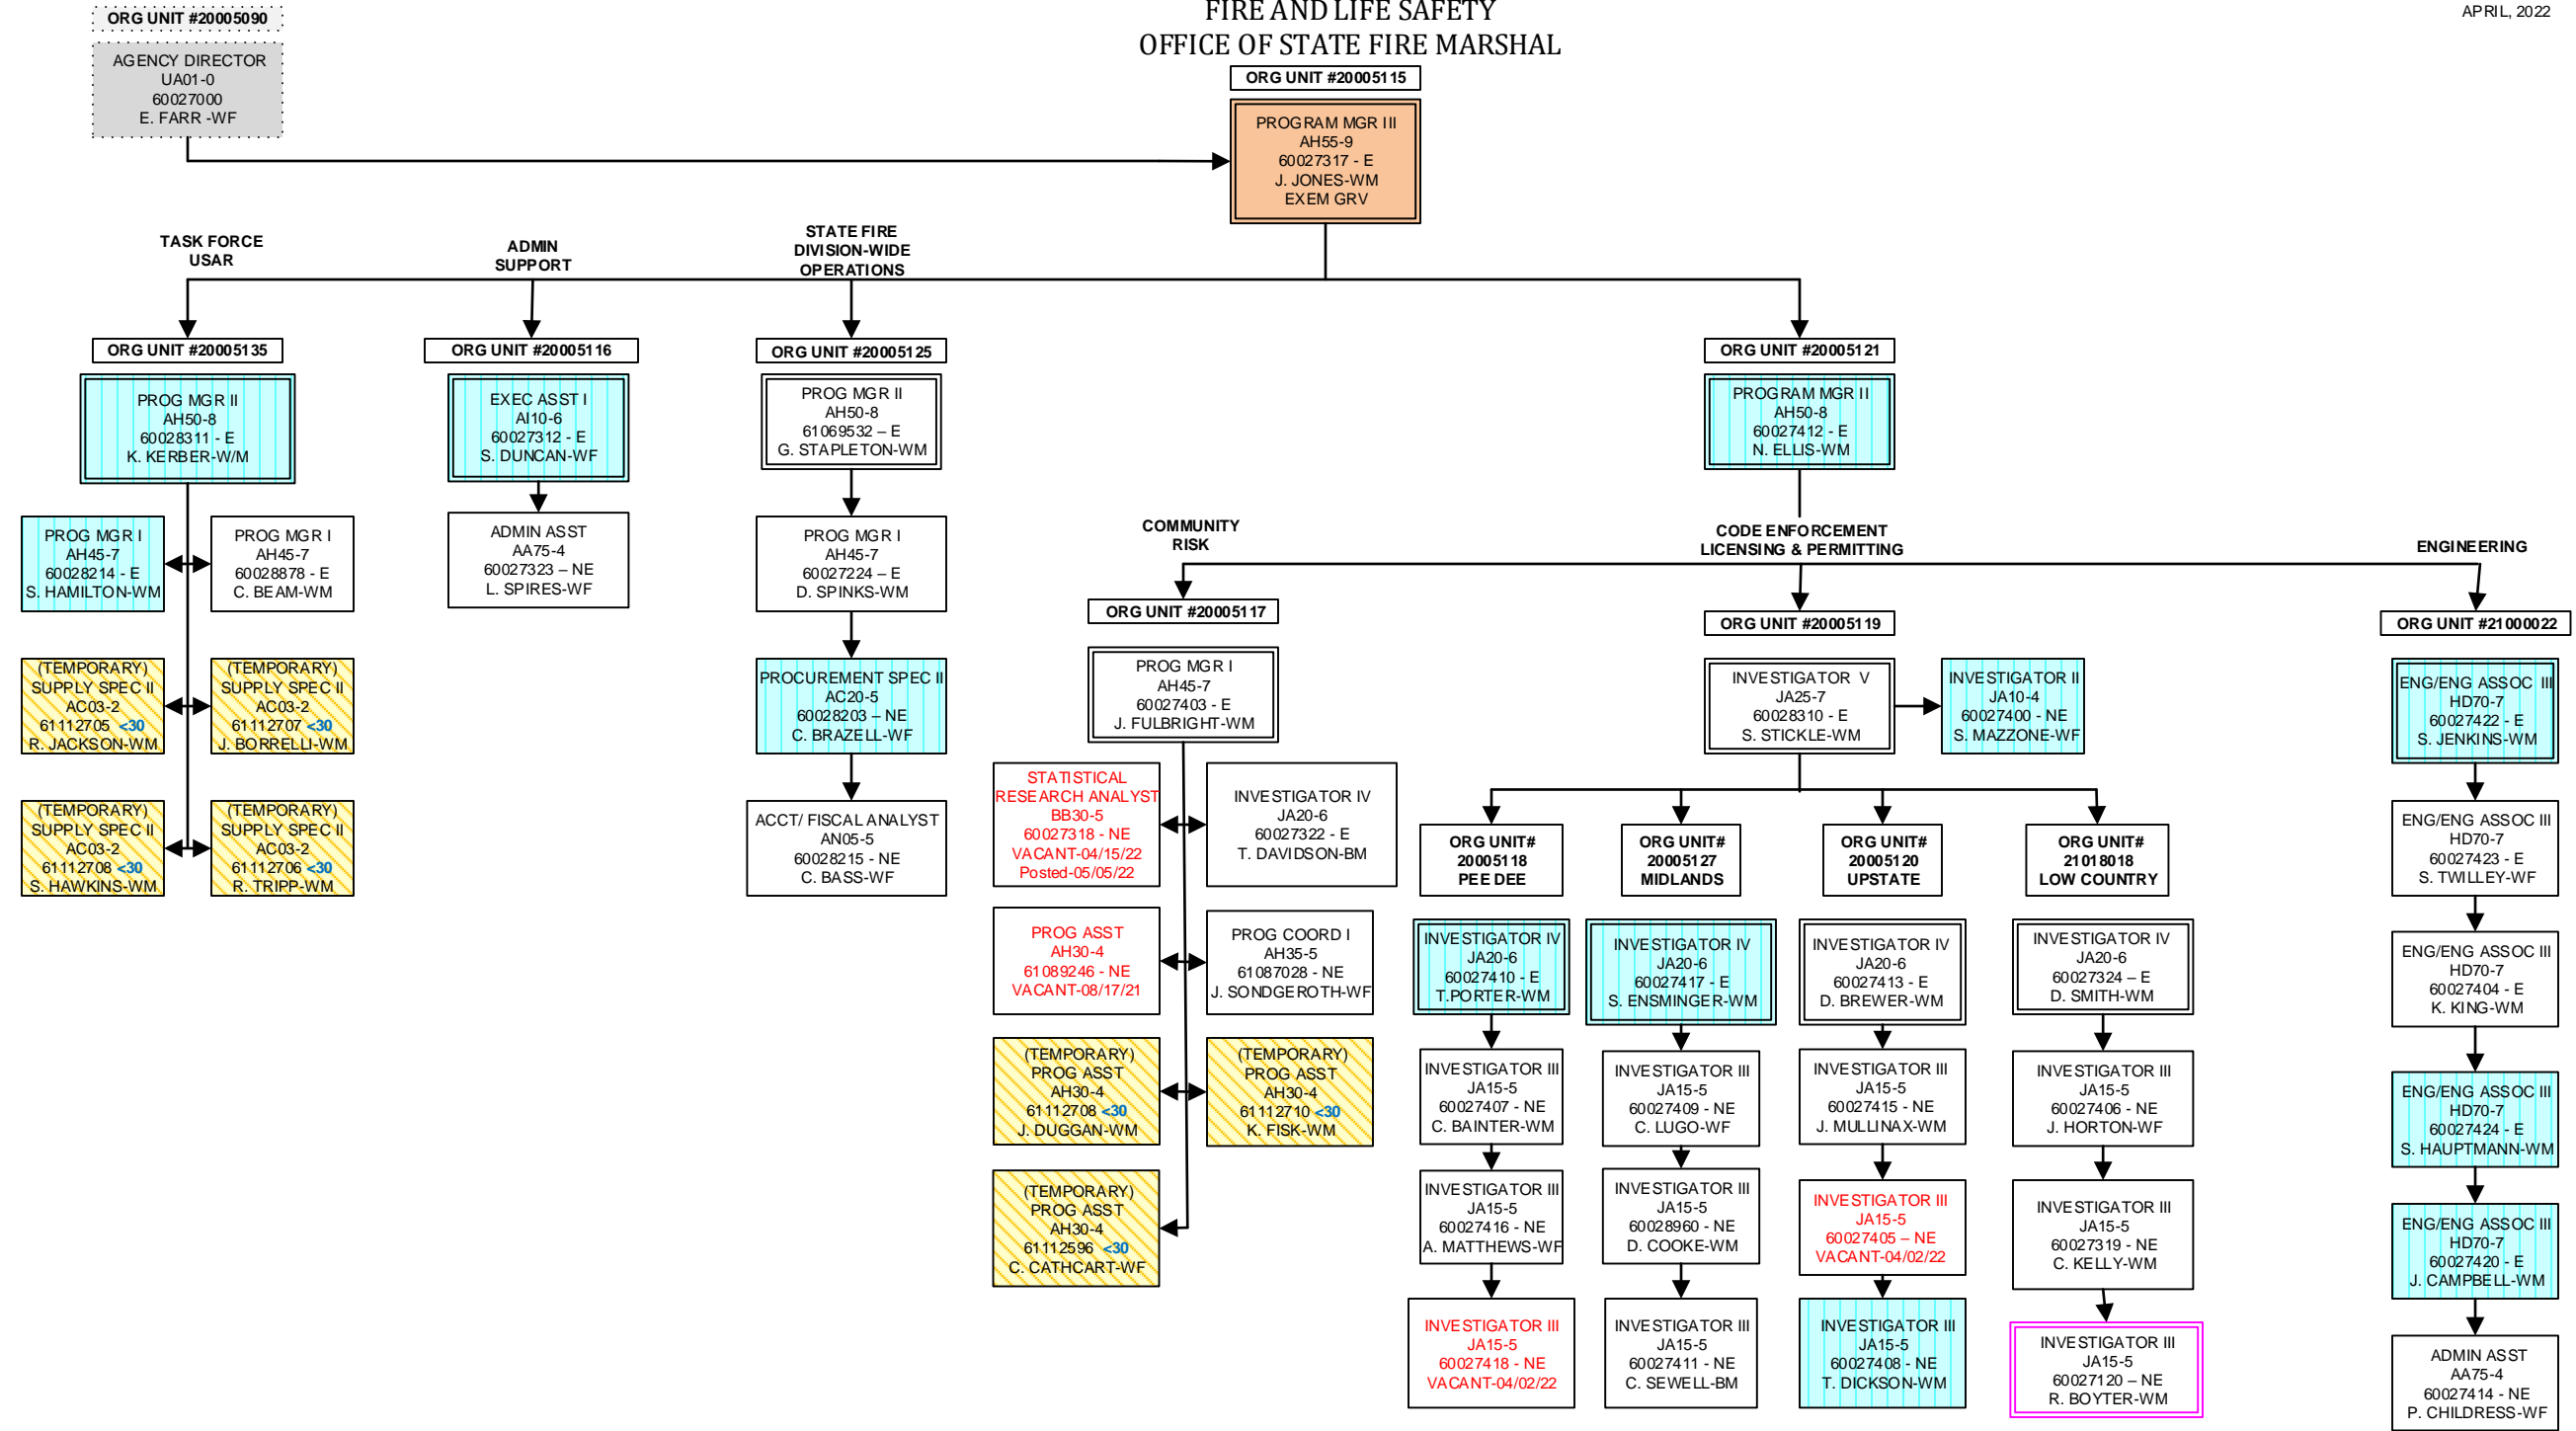 ORG UNIT #20005090
FIRE AND LIFE SAFETY
OFFICE OF STATE FIRE MARSHAL
APRIL, 2022
AGENCY DIRECTOR
UA01-0
60027000
E. FARR -WF
ORG UNIT #20005115
PROGRAM MGR III
AH55-9
60027317 - E
J. JONES-WM
EXEM GRV
TASK FORCE
USAR
ADMIN
SUPPORT
STATE FIRE
DIVISION-WIDE
OPERATIONS
ORG UNIT #20005135
PROG MGR II
AH50-8
60028311 - E
K. KERBER-W/M
PROG MGR I
AH45-7
60028214 - E
S. HAMILTON-WM
PROG MGR I
AH45-7
60028878 - E
C. BEAM-WM
(TEMPORARY)
SUPPLY SPEC II
AC03-2
61112705 <30
R. JACKSON-WM
(TEMPORARY)
SUPPLY SPEC II
AC03-2
61112707 <30
J. BORRELLI-WM
(TEMPORARY)
SUPPLY SPEC II
AC03-2
61112708 <30
S. HAWKINS-WM
(TEMPORARY)
SUPPLY SPEC II
AC03-2
61112706 <30
R. TRIPP-WM
ORG UNIT #20005116
EXEC ASST I
AI10-6
60027312 - E
S. DUNCAN-WF
ADMIN ASST
AA75-4
60027323 – NE
L. SPIRES-WF
ORG UNIT #20005125
PROG MGR II
AH50-8
61069532 – E
G. STAPLETON-WM
PROG MGR I
AH45-7
60027224 – E
D. SPINKS-WM
PROCUREMENT SPEC II
AC20-5
60028203 – NE
C. BRAZELL-WF
ACCT/ FISCAL ANALYST
AN05-5
60028215 - NE
C. BASS-WF
ORG UNIT #20005121
PROGRAM MGR II
AH50-8
60027412 - E
N. ELLIS-WM
COMMUNITY
RISK
CODE ENFORCEMENT
LICENSING & PERMITTING
ENGINEERING
ORG UNIT #20005117
PROG MGR I
AH45-7
60027403 - E
J. FULBRIGHT-WM
STATISTICAL
RESEARCH ANALYST
BB30-5
60027318 - NE
VACANT-04/15/22
Posted-05/05/22
INVESTIGATOR IV
JA20-6
60027322 - E
T. DAVIDSON-BM
PROG ASST
AH30-4
61089246 - NE
VACANT-08/17/21
PROG COORD I
AH35-5
61087028 - NE
J. SONDGEROTH-WF
(TEMPORARY)
PROG ASST
AH30-4
61112708 <30
J. DUGGAN-WM
(TEMPORARY)
PROG ASST
AH30-4
61112710 <30
K. FISK-WM
(TEMPORARY)
PROG ASST
AH30-4
61112596 <30
C. CATHCART-WF
ORG UNIT #20005119
INVESTIGATOR V
JA25-7
60028310 - E
S. STICKLE-WM
INVESTIGATOR II
JA10-4
60027400 - NE
S. MAZZONE-WF
ORG UNIT#
20005118
PEE DEE
INVESTIGATOR IV
JA20-6
60027410 - E
T.PORTER-WM
INVESTIGATOR III
JA15-5
60027407 - NE
C. BAINTER-WM
INVESTIGATOR III
JA15-5
60027416 - NE
A. MATTHEWS-WF
INVESTIGATOR III
JA15-5
60027418 - NE
VACANT-04/02/22
ORG UNIT#
20005127
MIDLANDS
INVESTIGATOR IV
JA20-6
60027417 - E
S. ENSMINGER-WM
INVESTIGATOR III
JA15-5
60027409 - NE
C. LUGO-WF
INVESTIGATOR III
JA15-5
60028960 - NE
D. COOKE-WM
INVESTIGATOR III
JA15-5
60027411 - NE
C. SEWELL-BM
ORG UNIT#
20005120
UPSTATE
INVESTIGATOR IV
JA20-6
60027413 - E
D. BREWER-WM
INVESTIGATOR III
JA15-5
60027415 - NE
J. MULLINAX-WM
INVESTIGATOR III
JA15-5
60027405 – NE
VACANT-04/02/22
INVESTIGATOR III
JA15-5
60027408 - NE
T. DICKSON-WM
ORG UNIT#
21018018
LOW COUNTRY
INVESTIGATOR IV
JA20-6
60027324 – E
D. SMITH-WM
INVESTIGATOR III
JA15-5
60027406 - NE
J. HORTON-WF
INVESTIGATOR III
JA15-5
60027319 - NE
C. KELLY-WM
INVESTIGATOR III
JA15-5
60027120 – NE
R. BOYTER-WM
ORG UNIT #21000022
ENG/ENG ASSOC III
HD70-7
60027422 - E
S. JENKINS-WM
ENG/ENG ASSOC III
HD70-7
60027423 - E
S. TWILLEY-WF
ENG/ENG ASSOC III
HD70-7
60027404 - E
K. KING-WM
ENG/ENG ASSOC III
HD70-7
60027424 - E
S. HAUPTMANN-WM
ENG/ENG ASSOC III
HD70-7
60027420 - E
J. CAMPBELL-WM
ADMIN ASST
AA75-4
60027414 - NE
P. CHILDRESS-WF